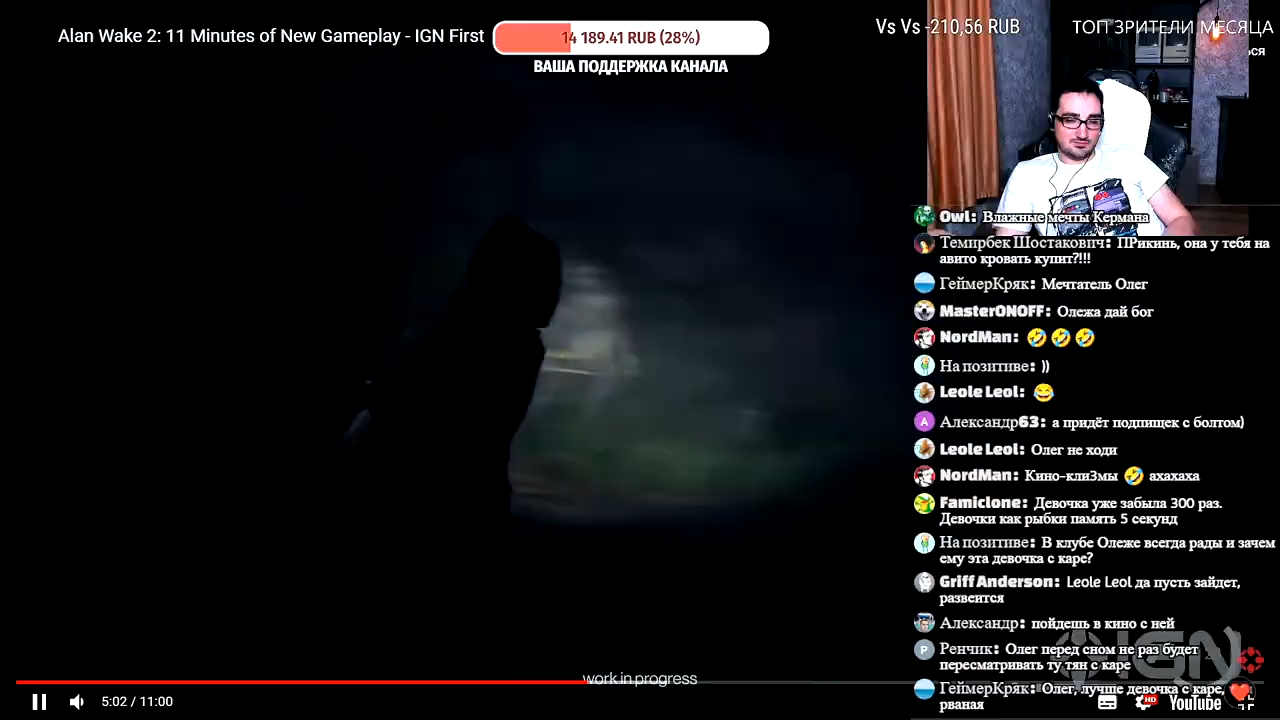 Alan Wake 2: 11 Minutes of New Gameplay - IGN First
14 189.41 RUB (28%)
ВАША ПОДДЕРЖКА КАНАЛА
Vs Vs -210,56 RUB
ТОП ЗРИТЕЛИ МЕСЯЦА
ься
Owl: Влажные мечты Кермана
Темирбек Шостакович: ПРикинь, она у тебя на
авито кровать купит?!!!
ГеймерКряк: Мечтатель Олег
MasterONOFF: Олежа дай бог
NordMan: 🤣🤣🤣
На позитиве: ))
Leole Leol: 😂
А
Александр63: а придёт подпищек с болтом)
Leole Leol: Олег не ходи
NordMan: Кино-клиЗмы 🤣 ахахаха
Famiclone: Девочка уже забыла 300 раз.
Девочки как рыбки память 5 секунд
На позитиве: В клубе Олеже всегда рады и зачем
ему эта девочка с каре?
Griff Anderson: Leole Leol да пусть зайдет,
развеится
Александр: пойдешь в кино с ней
Р
Ренчик: Олег перед сном не раз будет
пересматривать ту тян с каре
ГеймерКряк: Олег, лучше девочка с каре,
рваная
IGN
work in progress
5:02 / 11:00
HD
YouTube